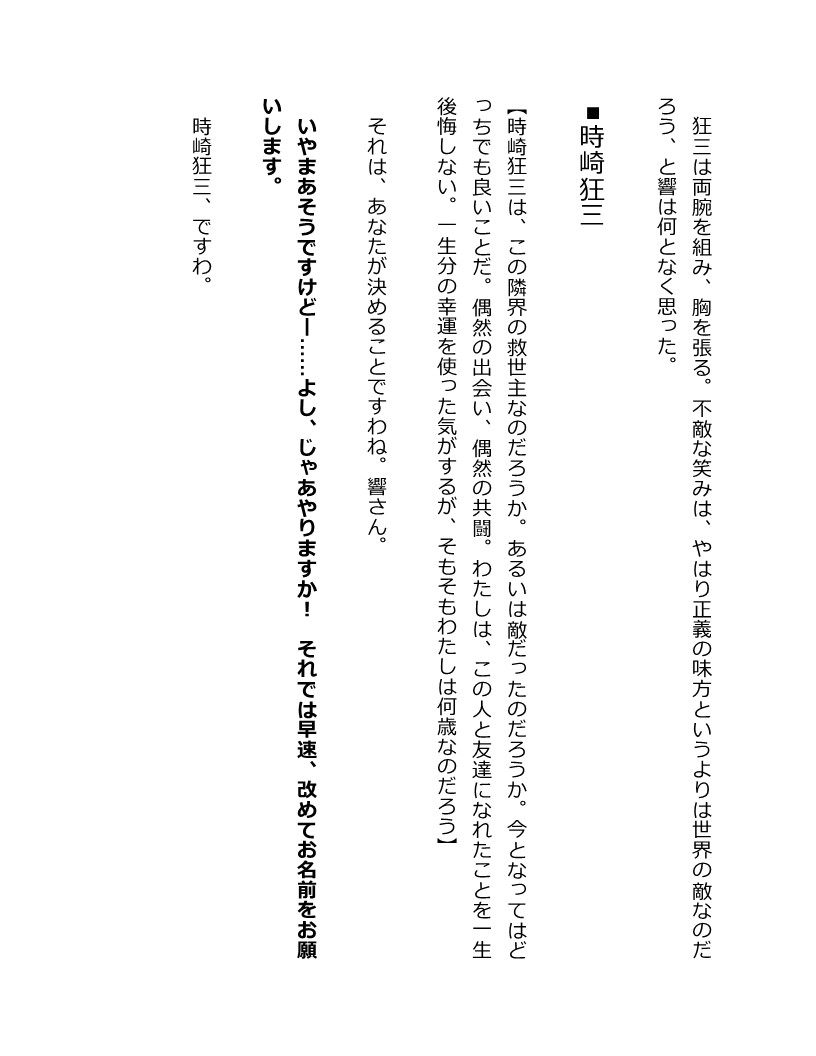 狂三は両腕を組み、胸を張る。不敵な笑みは、やはり正義の味方というよりは世界の敵なのだ
ろう、と響は何となく思った。
■時崎狂三
【時崎狂三は、この隣界の救世主なのだろうか。あるいは敵だったのだろうか。今となってはど
っちでも良いことだ。偶然の出会い、偶然の共闘。わたしは、この人と友達になれたことを一生
後悔しない。一生分の幸運を使った気がするが、そもそもわたしは何歳なのだろう】
　それは、あなたが決めることですわね。響さん。
　いやまあそうですけどー……よし、じゃあやりますか！　それでは早速、改めてお名前をお願
いします。
　時崎狂三、ですわ。